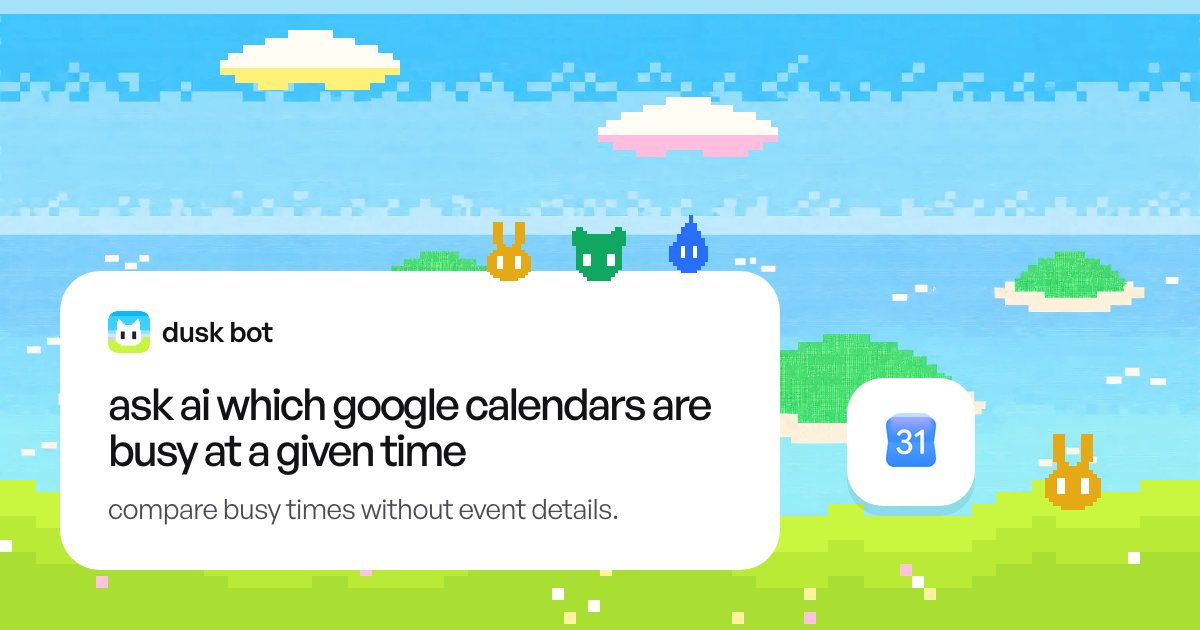 dusk bot
ask ai which google calendars are
busy at a given time
compare busy times without event details.
31